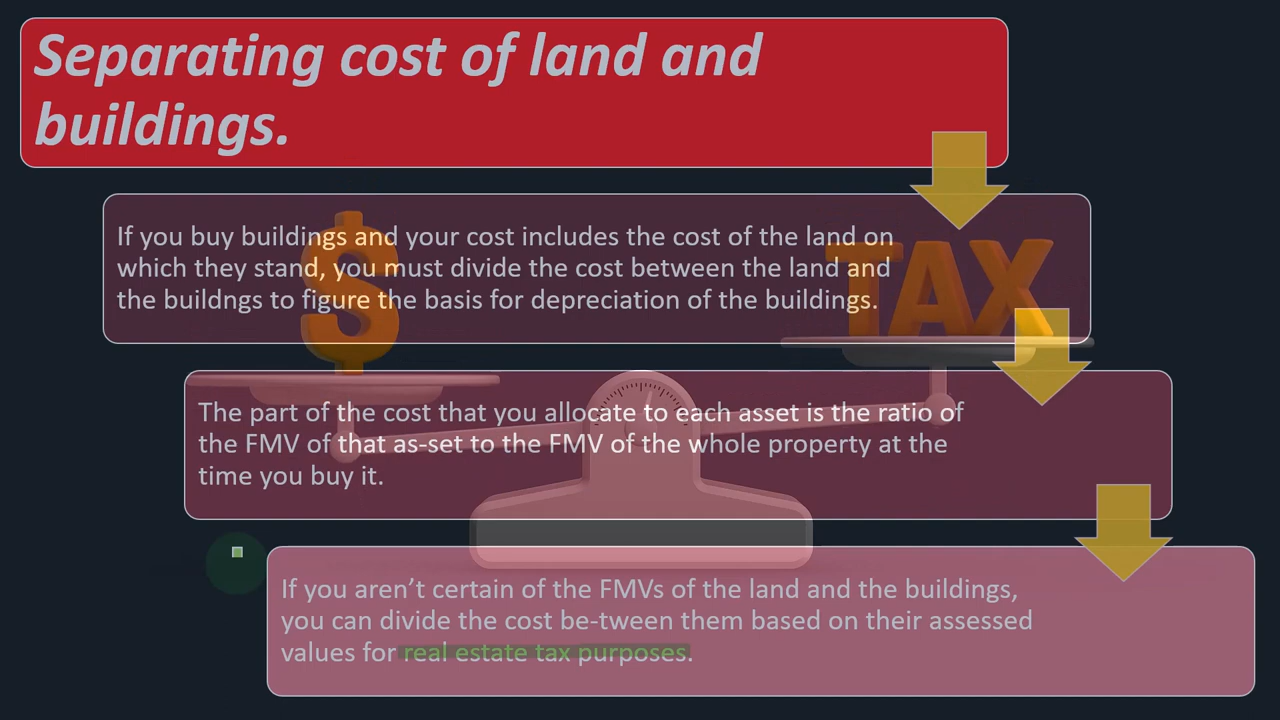 Separating cost of land and
buildings.
If you buy buildings and your cost includes the cost of the land on
which they stand, you must divide the cost between the land and
the buildngs to figure the basis for depreciation of the buildings.
$
TAX
The part of the cost that you allocate to each asset is the ratio of
the FMV of that as-set to the FMV of the whole property at the
time you buy it.
If you aren’t certain of the FMVs of the land and the buildings,
you can divide the cost be-tween them based on their assessed
values for real estate tax purposes.